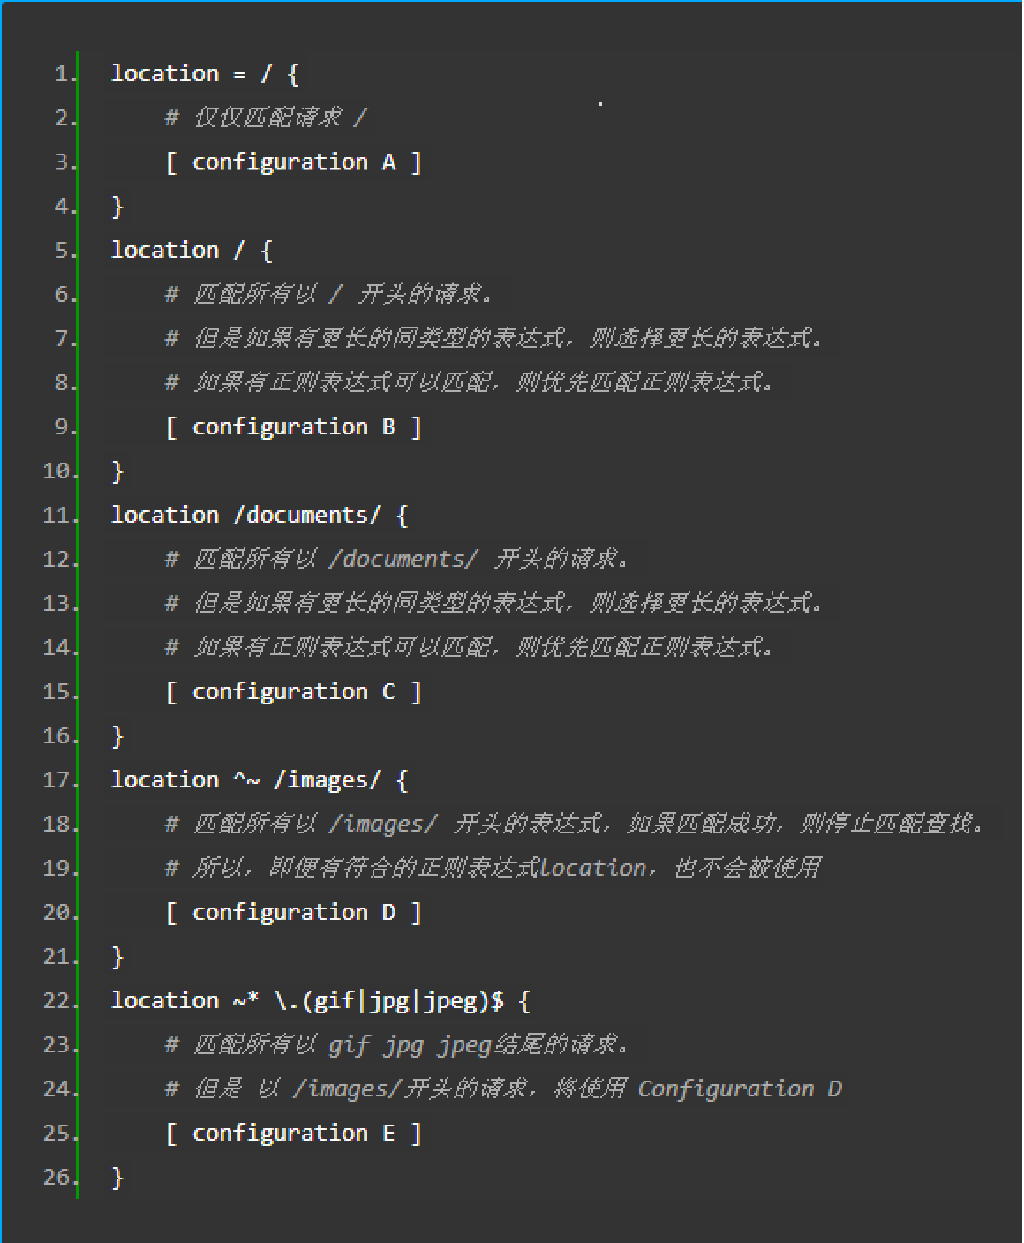 1. location = / {
2. # 仅仅匹配请求 /
3. [ configuration A ]
4. }
5. location / {
6. # 匹配所有以 / 开头的请求。
7. # 但是如果有更长的同类型的表达式，则选择更长的表达式。
8. # 如果有正则表达式可以匹配，则优先匹配正则表达式。
9. [ configuration B ]
10. }
11. location /documents/ {
12. # 匹配所有以 /documents/ 开头的请求。
13. # 但是如果有更长的同类型的表达式，则选择更长的表达式。
14. # 如果有正则表达式可以匹配，则优先匹配正则表达式。
15. [ configuration C ]
16. }
17. location ^~ /images/ {
18. # 匹配所有以 /images/ 开头的表达式，如果匹配成功，则停止匹配查找。
19. # 所以，即便有符合的正则表达式location，也不会被使用
20. [ configuration D ]
21. }
22. location ~* \.(gif|jpg|jpeg)$ {
23. # 匹配所有以 gif jpg jpeg结尾的请求。
24. # 但是 以 /images/开头的请求，将使用 Configuration D
25. [ configuration E ]
26. }